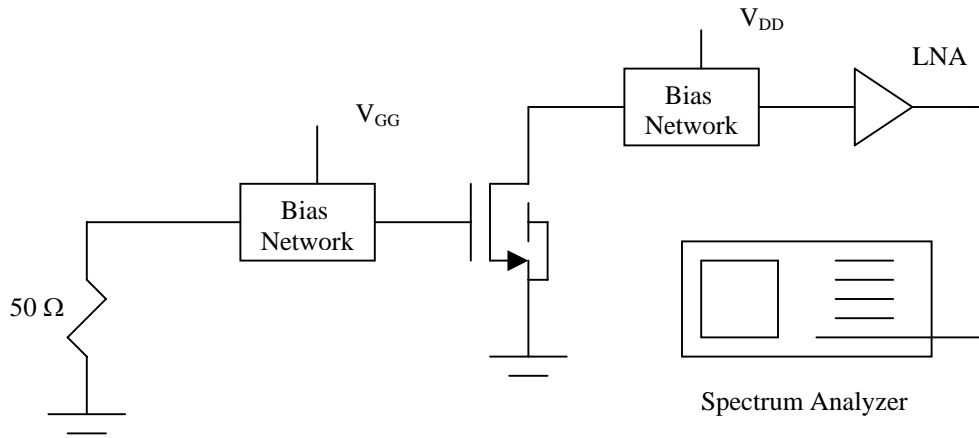 V_DD
LNA
Bias
Network
V_GG
Bias
Network
50 Ω
Spectrum Analyzer